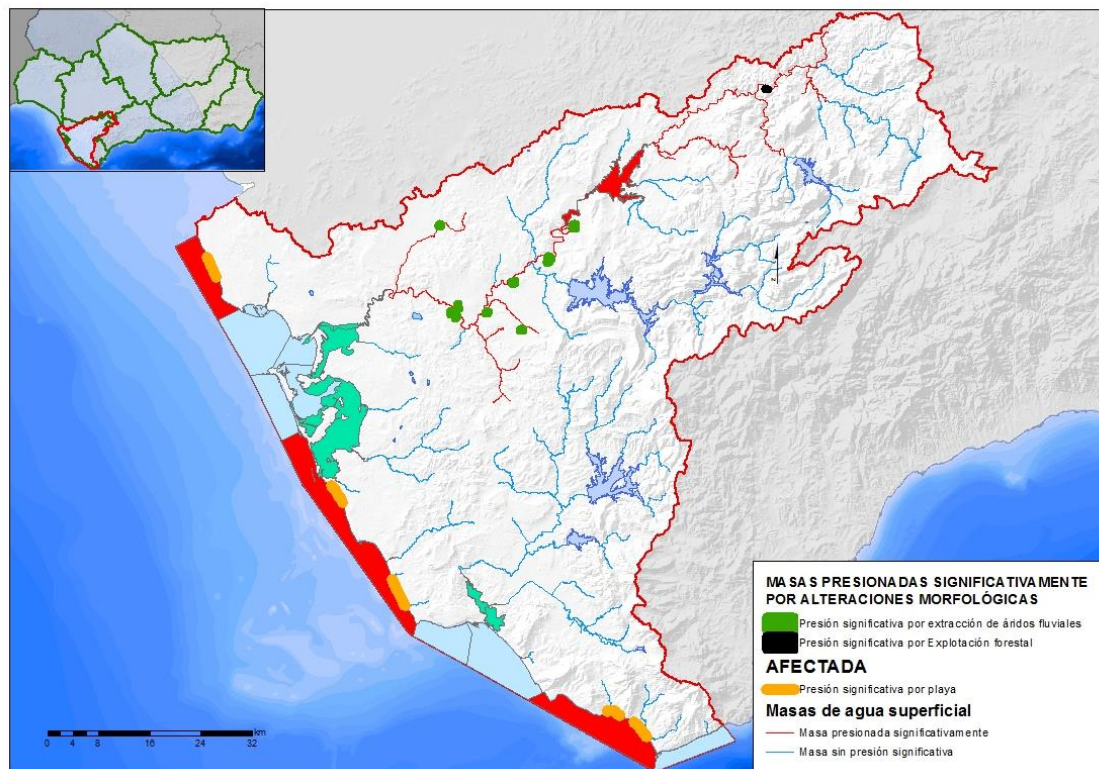 MASAS PRESIONADAS SIGNIFICATIVAMENTE
POR ALTERACIONES MORFOLÓGICAS
Presión significativa por extracción de áridos fluviales
Presión significativa por Explotación forestal
AFECTADA
Presión significativa por playa
Masas de agua superficial
Masa presionada significativamente
Masa sin presión significativa
0 4 8 16 24 32
km